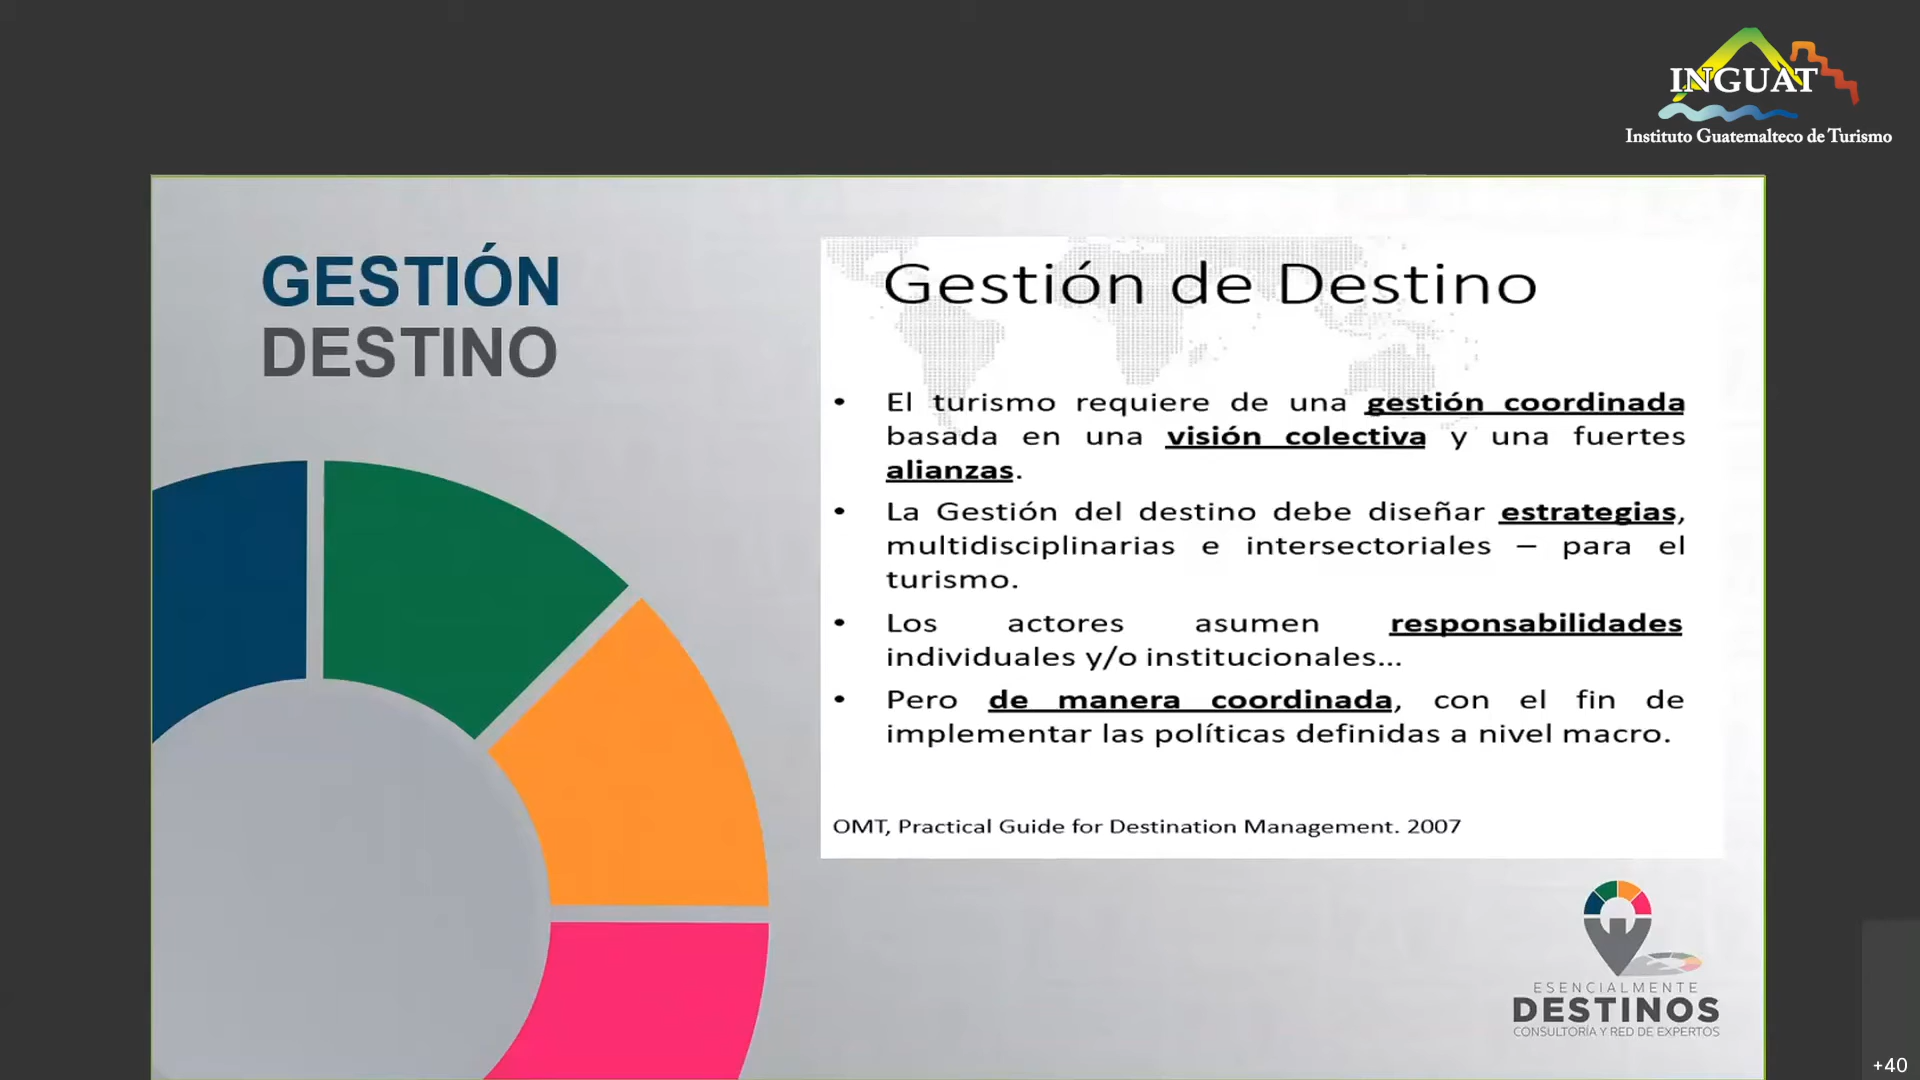 INGUAT
Instituto Guatemalteco de Turismo
GESTIÓN
DESTINO
Gestión de Destino
• El turismo requiere de una gestión coordinada
basada en una visión colectiva y una fuertes
alianzas.
• La Gestión del destino debe diseñar estrategias,
multidisciplinarias e intersectoriales – para el
turismo.
• Los actores asumen responsabilidades
individuales y/o institucionales...
• Pero de manera coordinada, con el fin de
implementar las políticas definidas a nivel macro.
OMT, Practical Guide for Destination Management. 2007
ESENCIALMENTE
DESTINOS
CONSULTORÍA Y RED DE EXPERTOS
+40